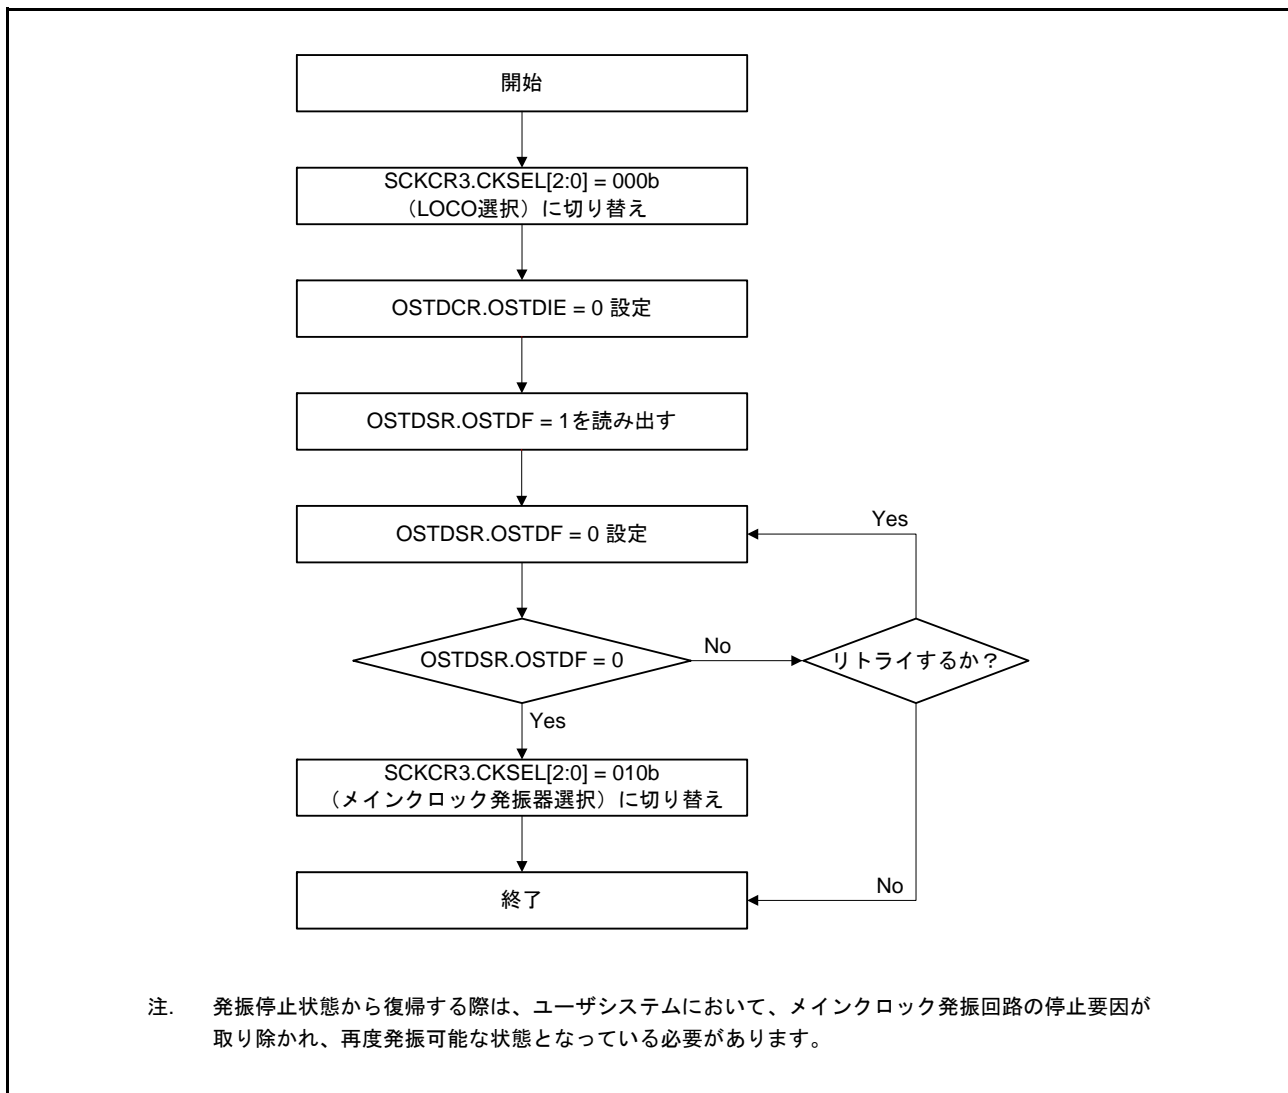 開始
SCKCR3.CKSEL[2:0] = 000b
（LOCO選択）に切り替え
OSTDCR.OSTDIE = 0 設定
OSTDSR.OSTDF = 1を読み出す
OSTDSR.OSTDF = 0 設定
Yes
OSTDSR.OSTDF = 0
No
リトライするか？
Yes
SCKCR3.CKSEL[2:0] = 010b
（メインクロック発振器選択）に切り替え
終了
No
注. 発振停止状態から復帰する際は、ユーザシステムにおいて、メインクロック発振回路の停止要因が
取り除かれ、再度発振可能な状態となっている必要があります。